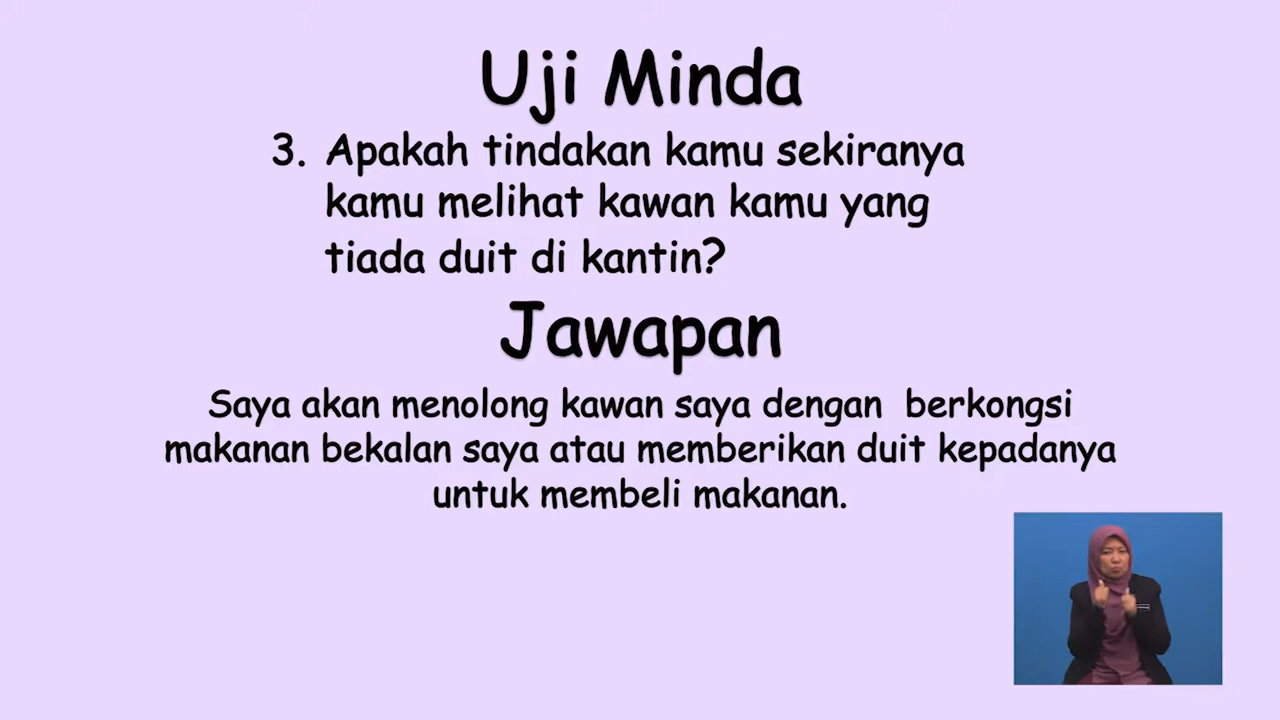 Uji Minda
3. Apakah tindakan kamu sekiranya
kamu melihat kawan kamu yang
tiada duit di kantin?
Jawapan
Saya akan menolong kawan saya dengan berkongsi
makanan bekalan saya atau memberikan duit kepadanya
untuk membeli makanan.